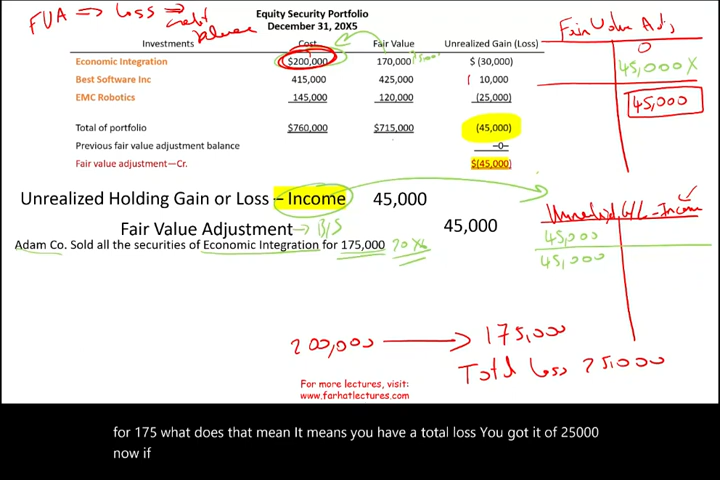 FVA → Loss → credit balance
Equity Security Portfolio
December 31, 20X5
Investments Cost Fair Value Unrealized Gain (Loss)
Economic Integration $200,000 170,000 $ (30,000)
Best Software Inc 415,000 425,000 10,000
EMC Robotics 145,000 120,000 (25,000)
Total of portfolio $760,000 $715,000 (45,000)
Previous fair value adjustment balance –0–
Fair value adjustment—Cr. $(45,000)
Fair Value Adj
0
45,000 X
45,000
Unrealized Holding Gain or Loss – Income 45,000
Fair Value Adjustment → B/S 45,000
Adam Co. Sold all the securities of Economic Integration for 175,000 20X6
Unrealized G/L - Income
45,000
45,000
200,000 → 175,000
Total Loss 25,000
For more lectures, visit:
www.farhatlectures.com
for 175 what does that mean It means you have a total loss You got it of 25000
now if